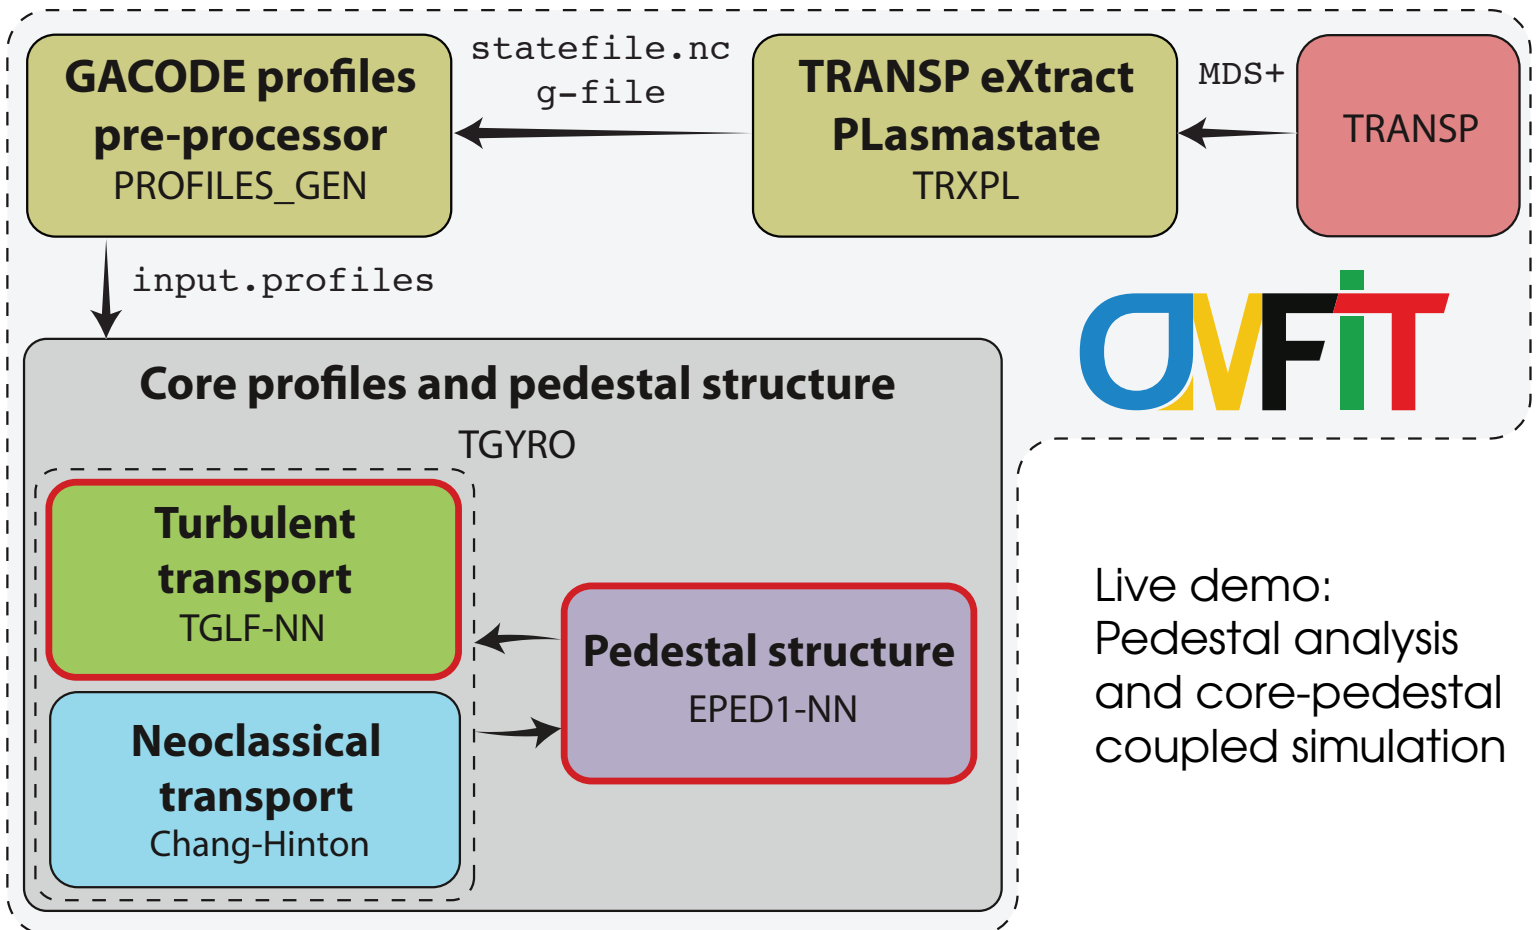 GACODE profiles
pre-processor
PROFILES_GEN
statefile.nc
g-file
TRANSP eXtract
PLasmastate
TRXPL
MDS+
TRANSP
input.profiles
OMFiT
Core profiles and pedestal structure
TGYRO
Turbulent
transport
TGLF-NN
Neoclassical
transport
Chang-Hinton
Pedestal structure
EPED1-NN
Live demo:
Pedestal analysis
and core-pedestal
coupled simulation